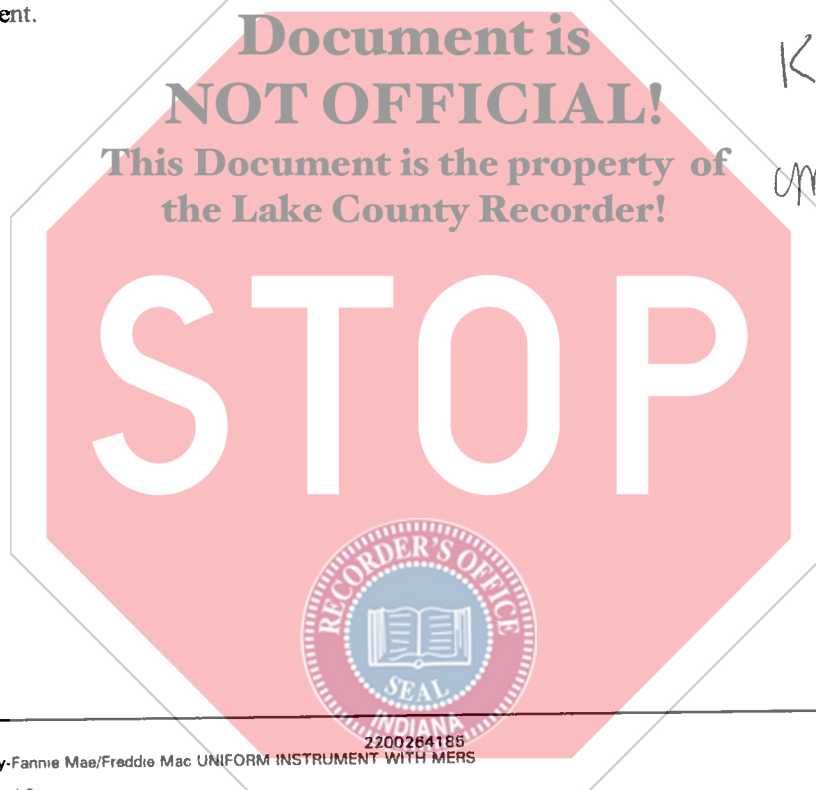 ent.
Document is
NOT OFFICIAL!
This Document is the property of
the Lake County Recorder!
K
STOP
RECORDER'S OFFICE
SEAL
INDIANA
2200264185
y-Fannie Mae/Freddie Mac UNIFORM INSTRUMENT WITH MERS